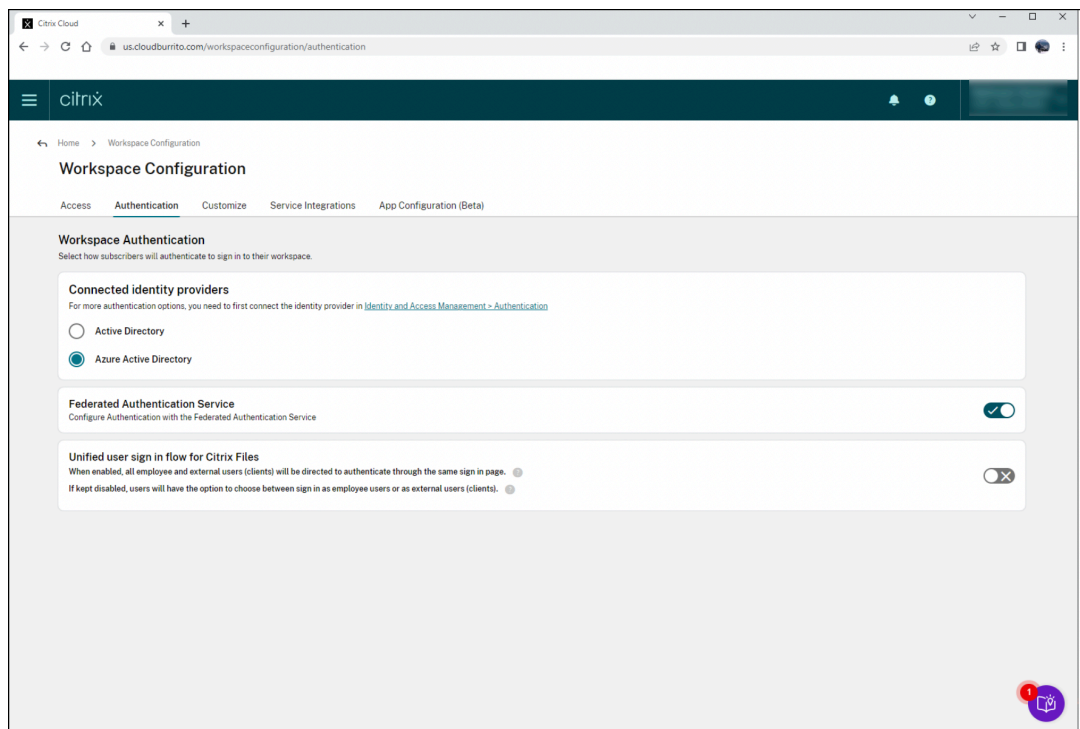 Citrix Cloud
us.cloudburrito.com/workspaceconfiguration/authentication
citrix
Home > Workspace Configuration
Workspace Configuration
Access Authentication Customize Service Integrations App Configuration (Beta)
Workspace Authentication
Select how subscribers will authenticate to sign in to their workspace.
Connected identity providers
For more authentication options, you need to first connect the identity provider in Identity and Access Management > Authentication
Active Directory
Azure Active Directory
Federated Authentication Service
Configure Authentication with the Federated Authentication Service
Unified user sign in flow for Citrix Files
When enabled, all employee and external users (clients) will be directed to authenticate through the same sign in page.
If kept disabled, users will have the option to choose between sign in as employee users or as external users (clients).
1